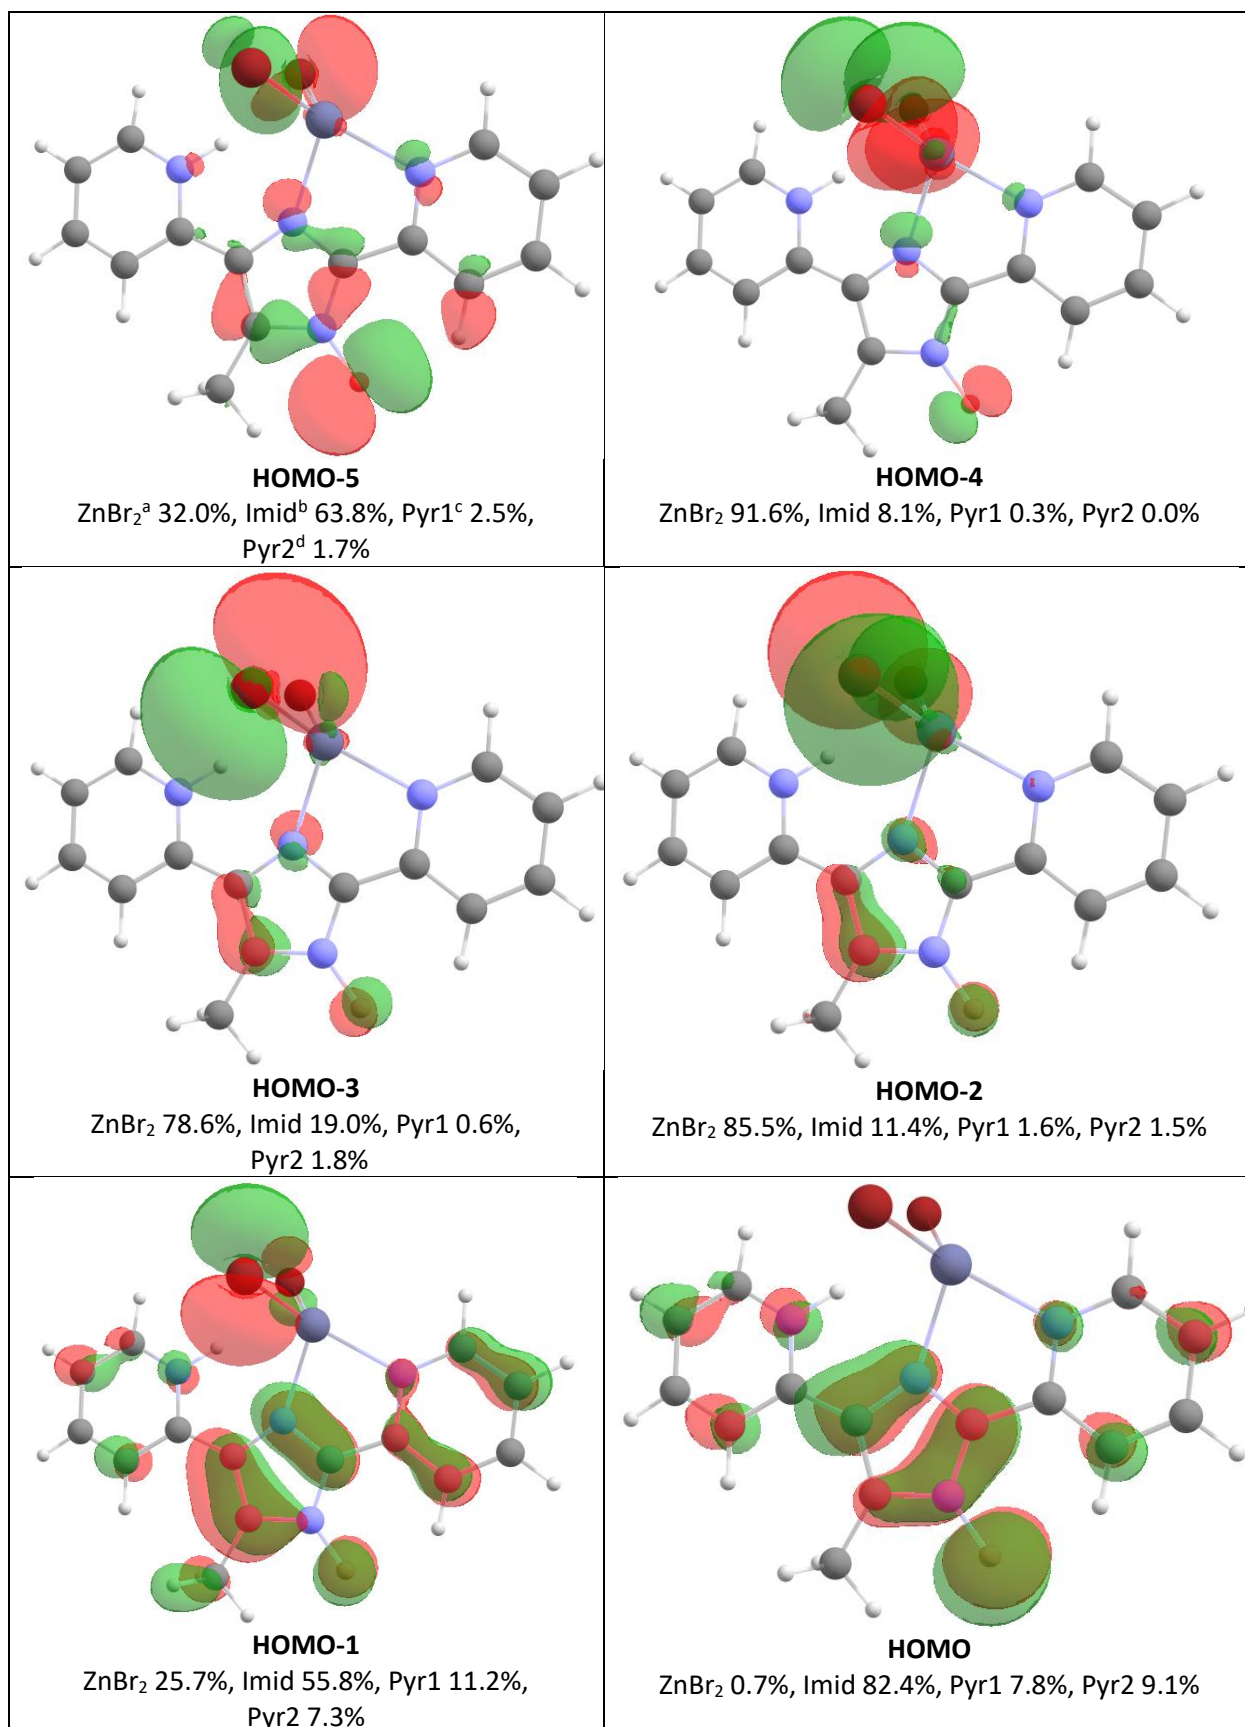 HOMO-5
ZnBr₂ᵃ 32.0%, Imidᵇ 63.8%, Pyr1ᶜ 2.5%,
Pyr2ᵈ 1.7%
HOMO-4
ZnBr₂ 91.6%, Imid 8.1%, Pyr1 0.3%, Pyr2 0.0%
HOMO-3
ZnBr₂ 78.6%, Imid 19.0%, Pyr1 0.6%,
Pyr2 1.8%
HOMO-2
ZnBr₂ 85.5%, Imid 11.4%, Pyr1 1.6%, Pyr2 1.5%
HOMO-1
ZnBr₂ 25.7%, Imid 55.8%, Pyr1 11.2%,
Pyr2 7.3%
HOMO
ZnBr₂ 0.7%, Imid 82.4%, Pyr1 7.8%, Pyr2 9.1%